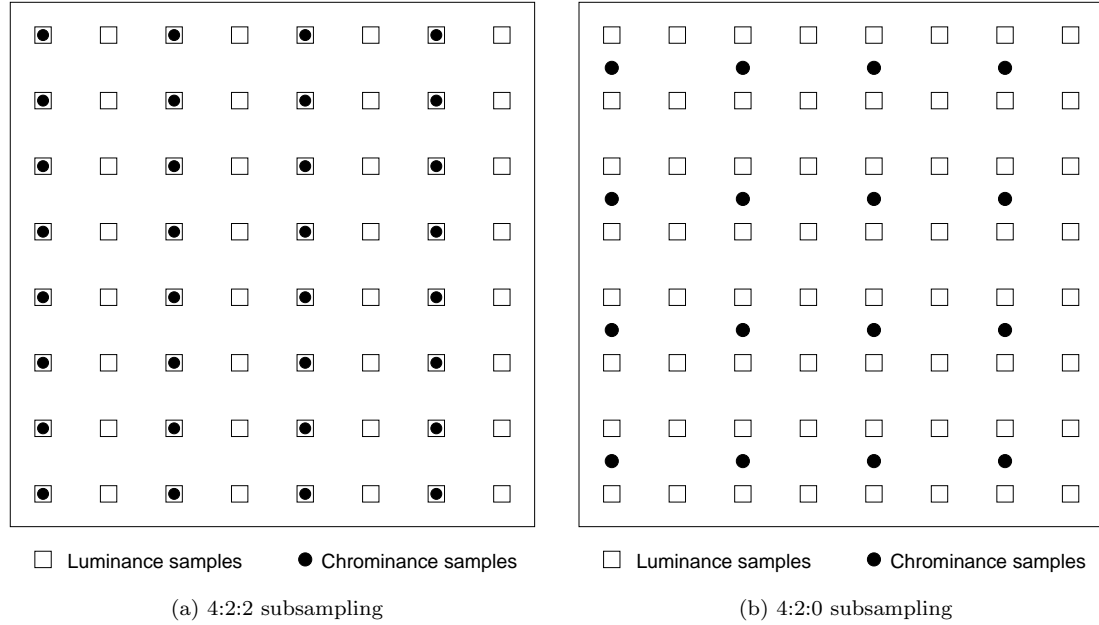 Luminance samples
Chrominance samples
Luminance samples
Chrominance samples
(a) 4:2:2 subsampling
(b) 4:2:0 subsampling